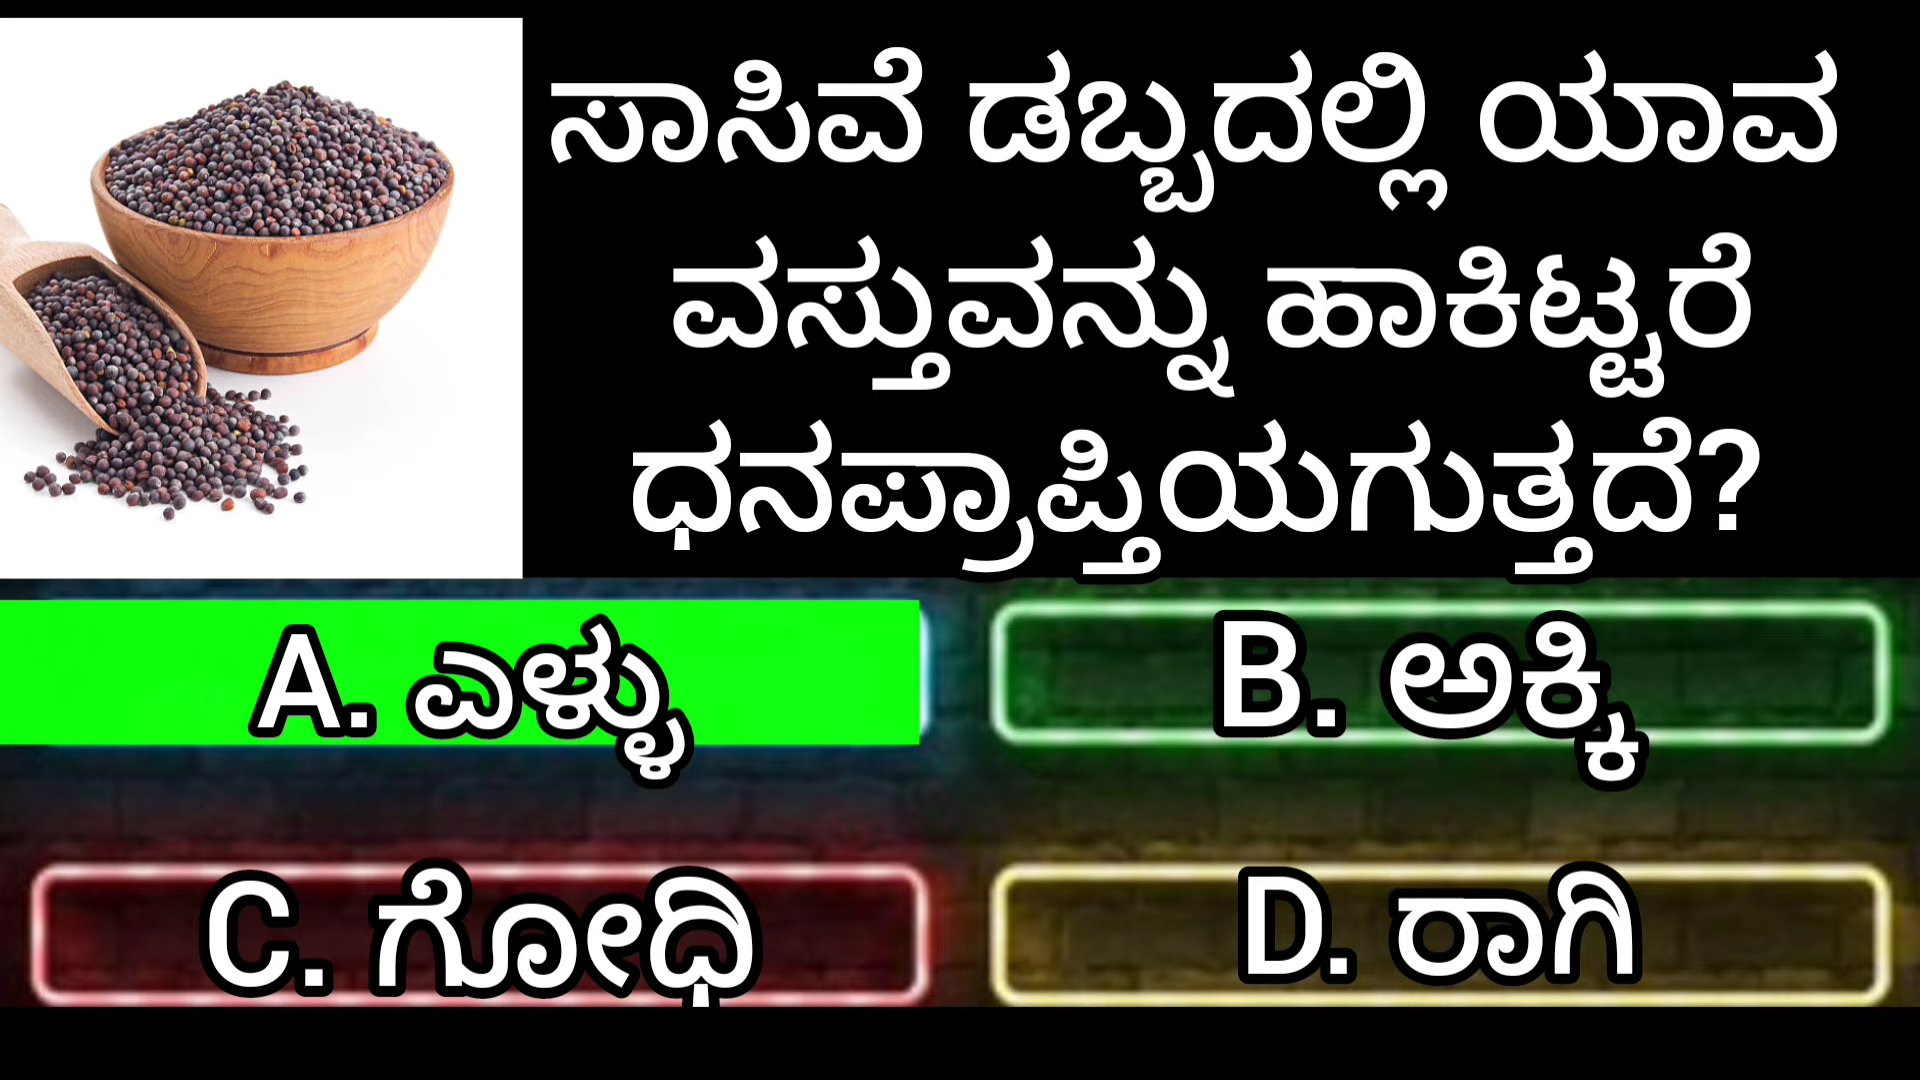 ಸಾಸಿವೆ ಡಬ್ಬದಲ್ಲಿ ಯಾವ
ವಸ್ತುವನ್ನು ಹಾಕಿಟ್ಟರೆ
ಧನಪ್ರಾಪ್ತಿಯಗುತ್ತದೆ?
A. ಎಳ್ಳು
B. ಅಕ್ಕಿ
C. ಗೋಧಿ
D. ರಾಗಿ